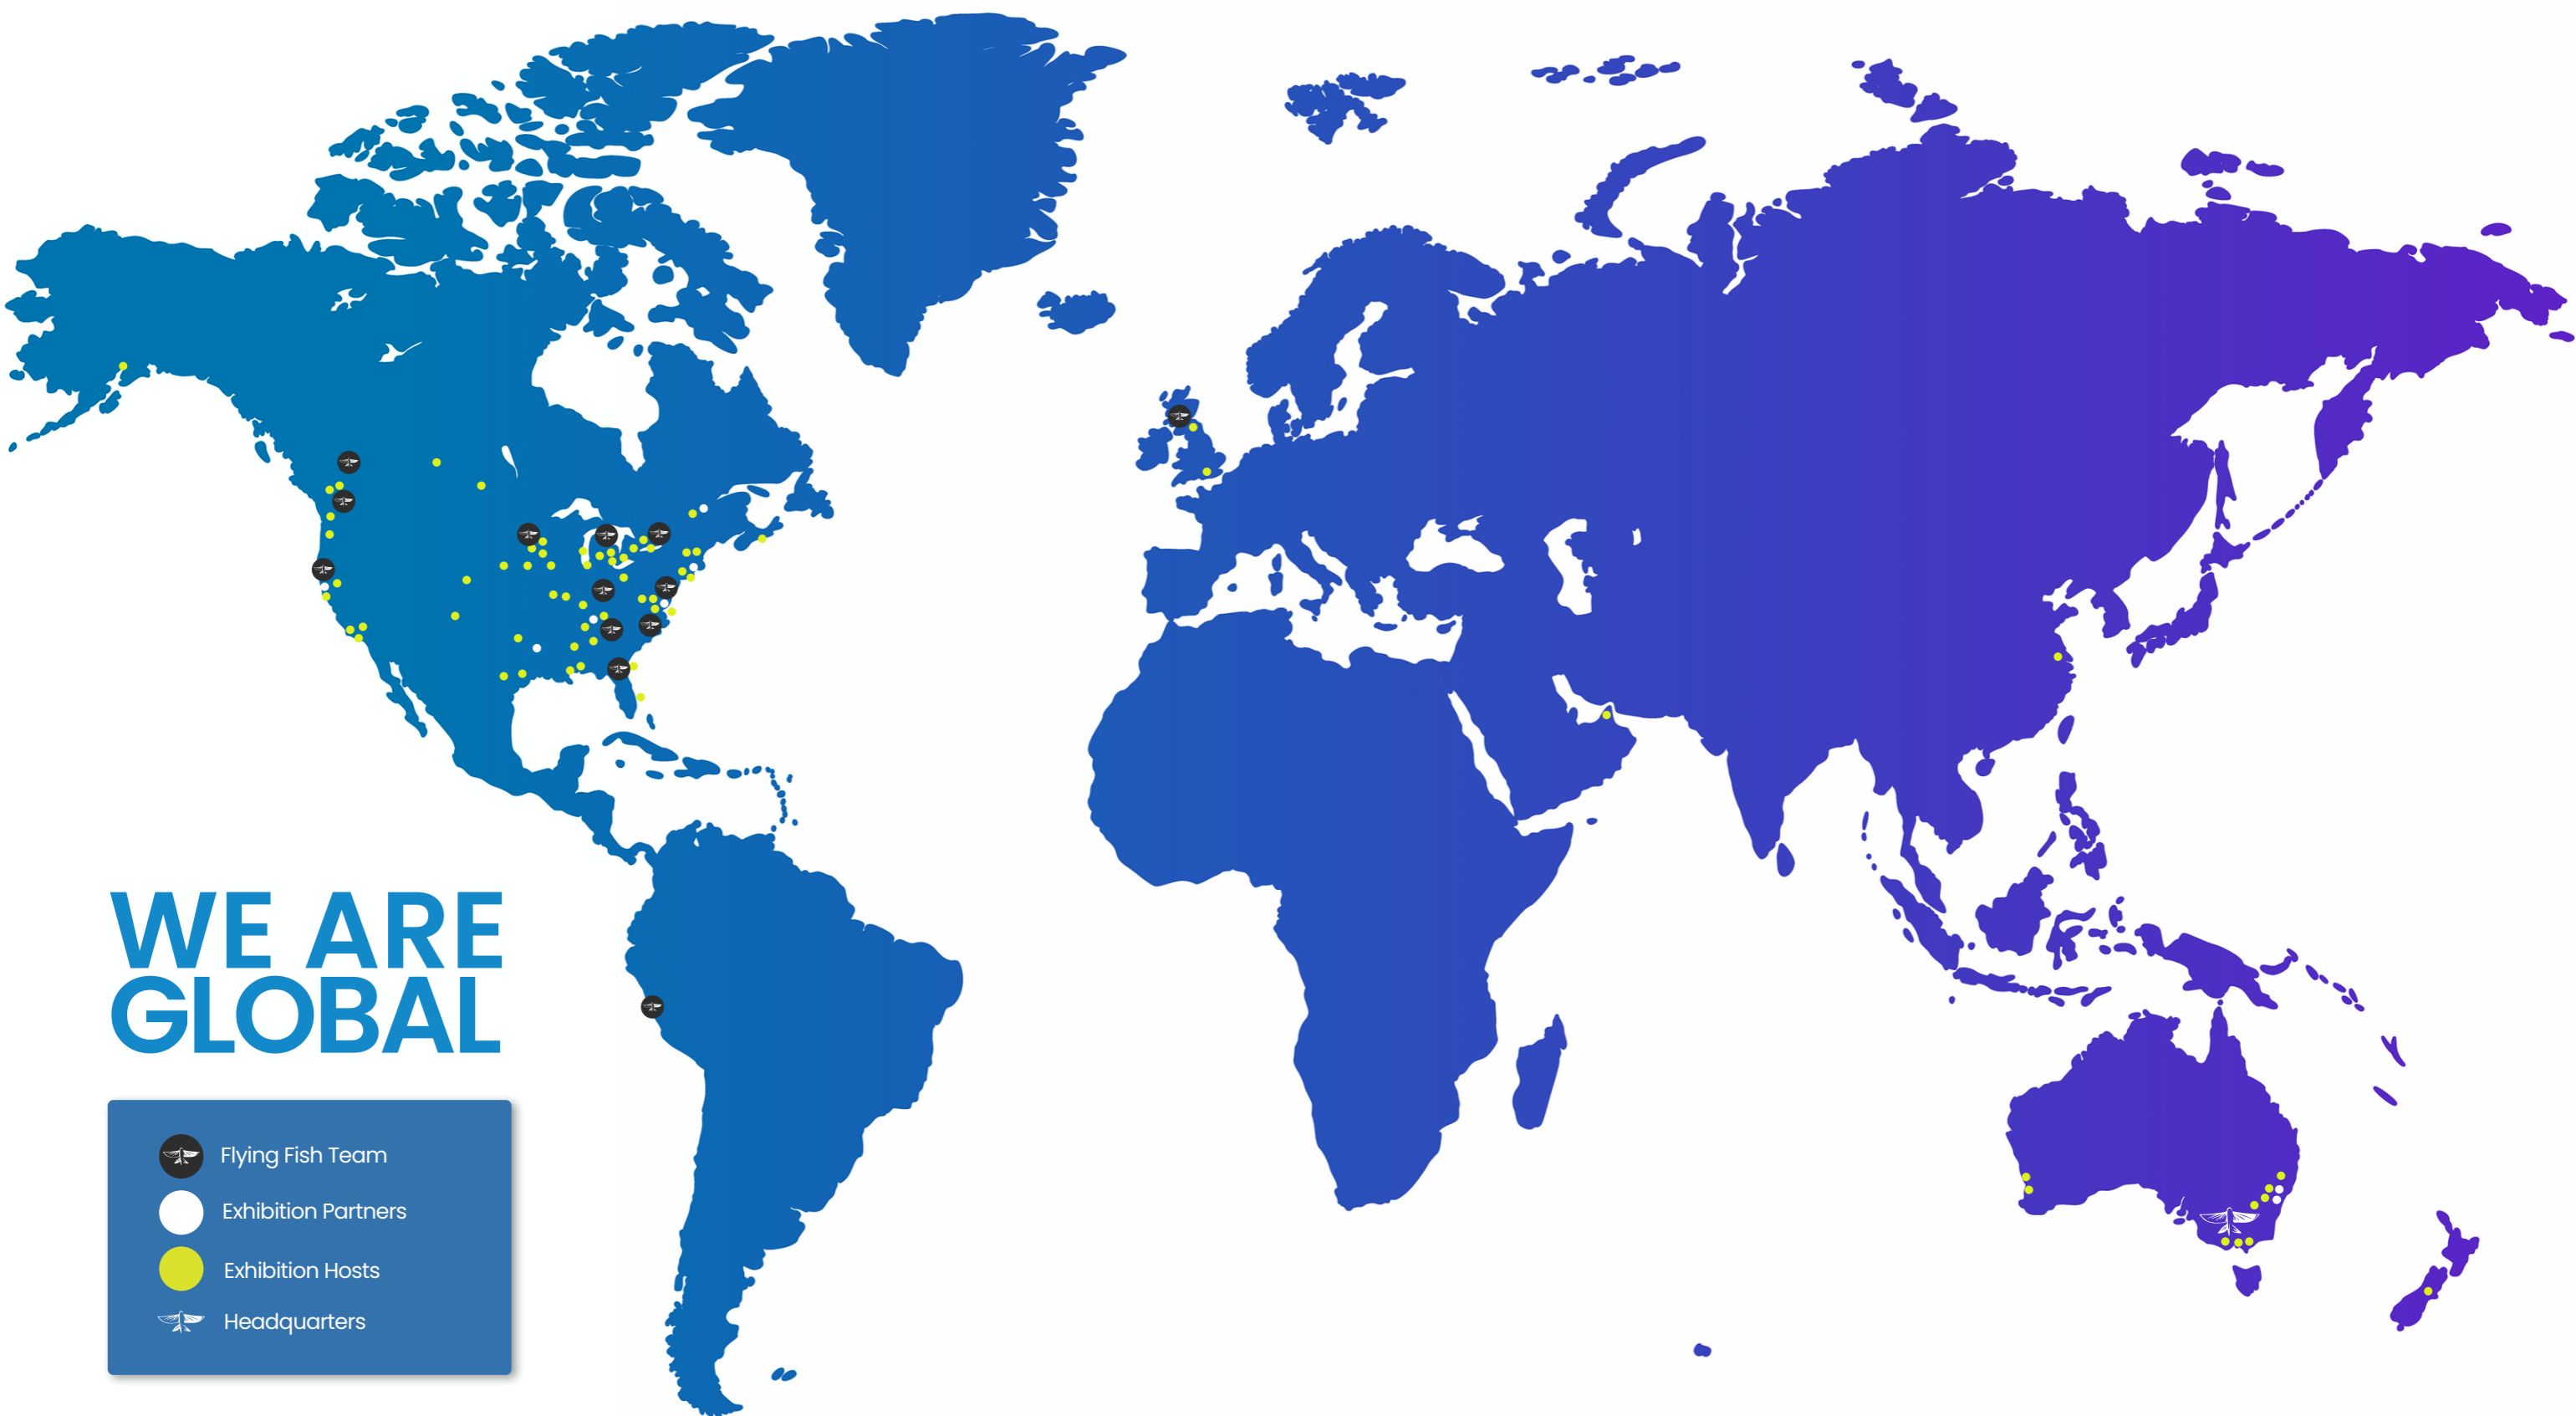 WE ARE
GLOBAL
Flying Fish Team
Exhibition Partners
Exhibition Hosts
Headquarters